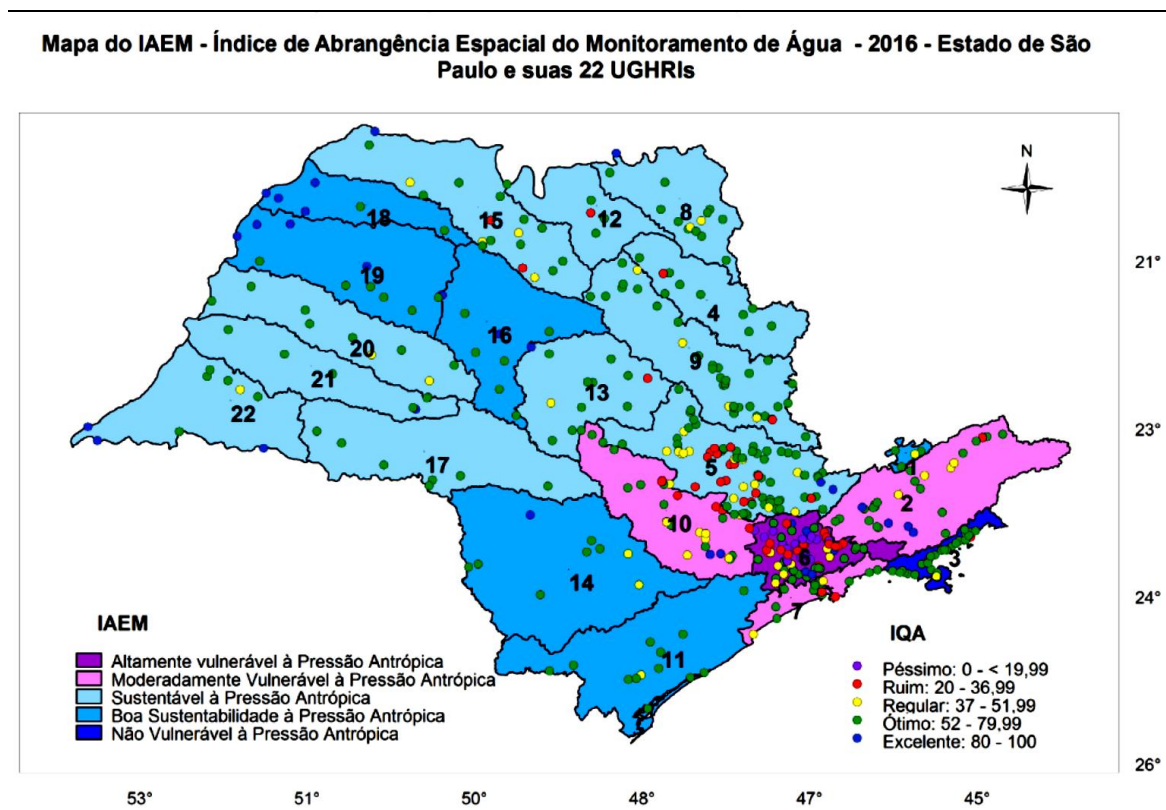 Mapa do IAEM - Índice de Abrangência Espacial do Monitoramento de Água - 2016 - Estado de São
Paulo e suas 22 UGHRIs
N
18
15
12
8
21°
19
4
16
20
9
21
13
22
23°
5
17
1
2
10
6
3
14
24°
7
11
IAEM
Altamente vulnerável à Pressão Antrópica
Moderadamente Vulnerável à Pressão Antrópica
Sustentável à Pressão Antrópica
Boa Sustentabilidade à Pressão Antrópica
Não Vulnerável à Pressão Antrópica
IQA
Péssimo: 0 - < 19,99
Ruim: 20 - 36,99
Regular: 37 - 51,99
Ótimo: 52 - 79,99
Excelente: 80 - 100
26°
53°
51°
50°
48°
47°
45°